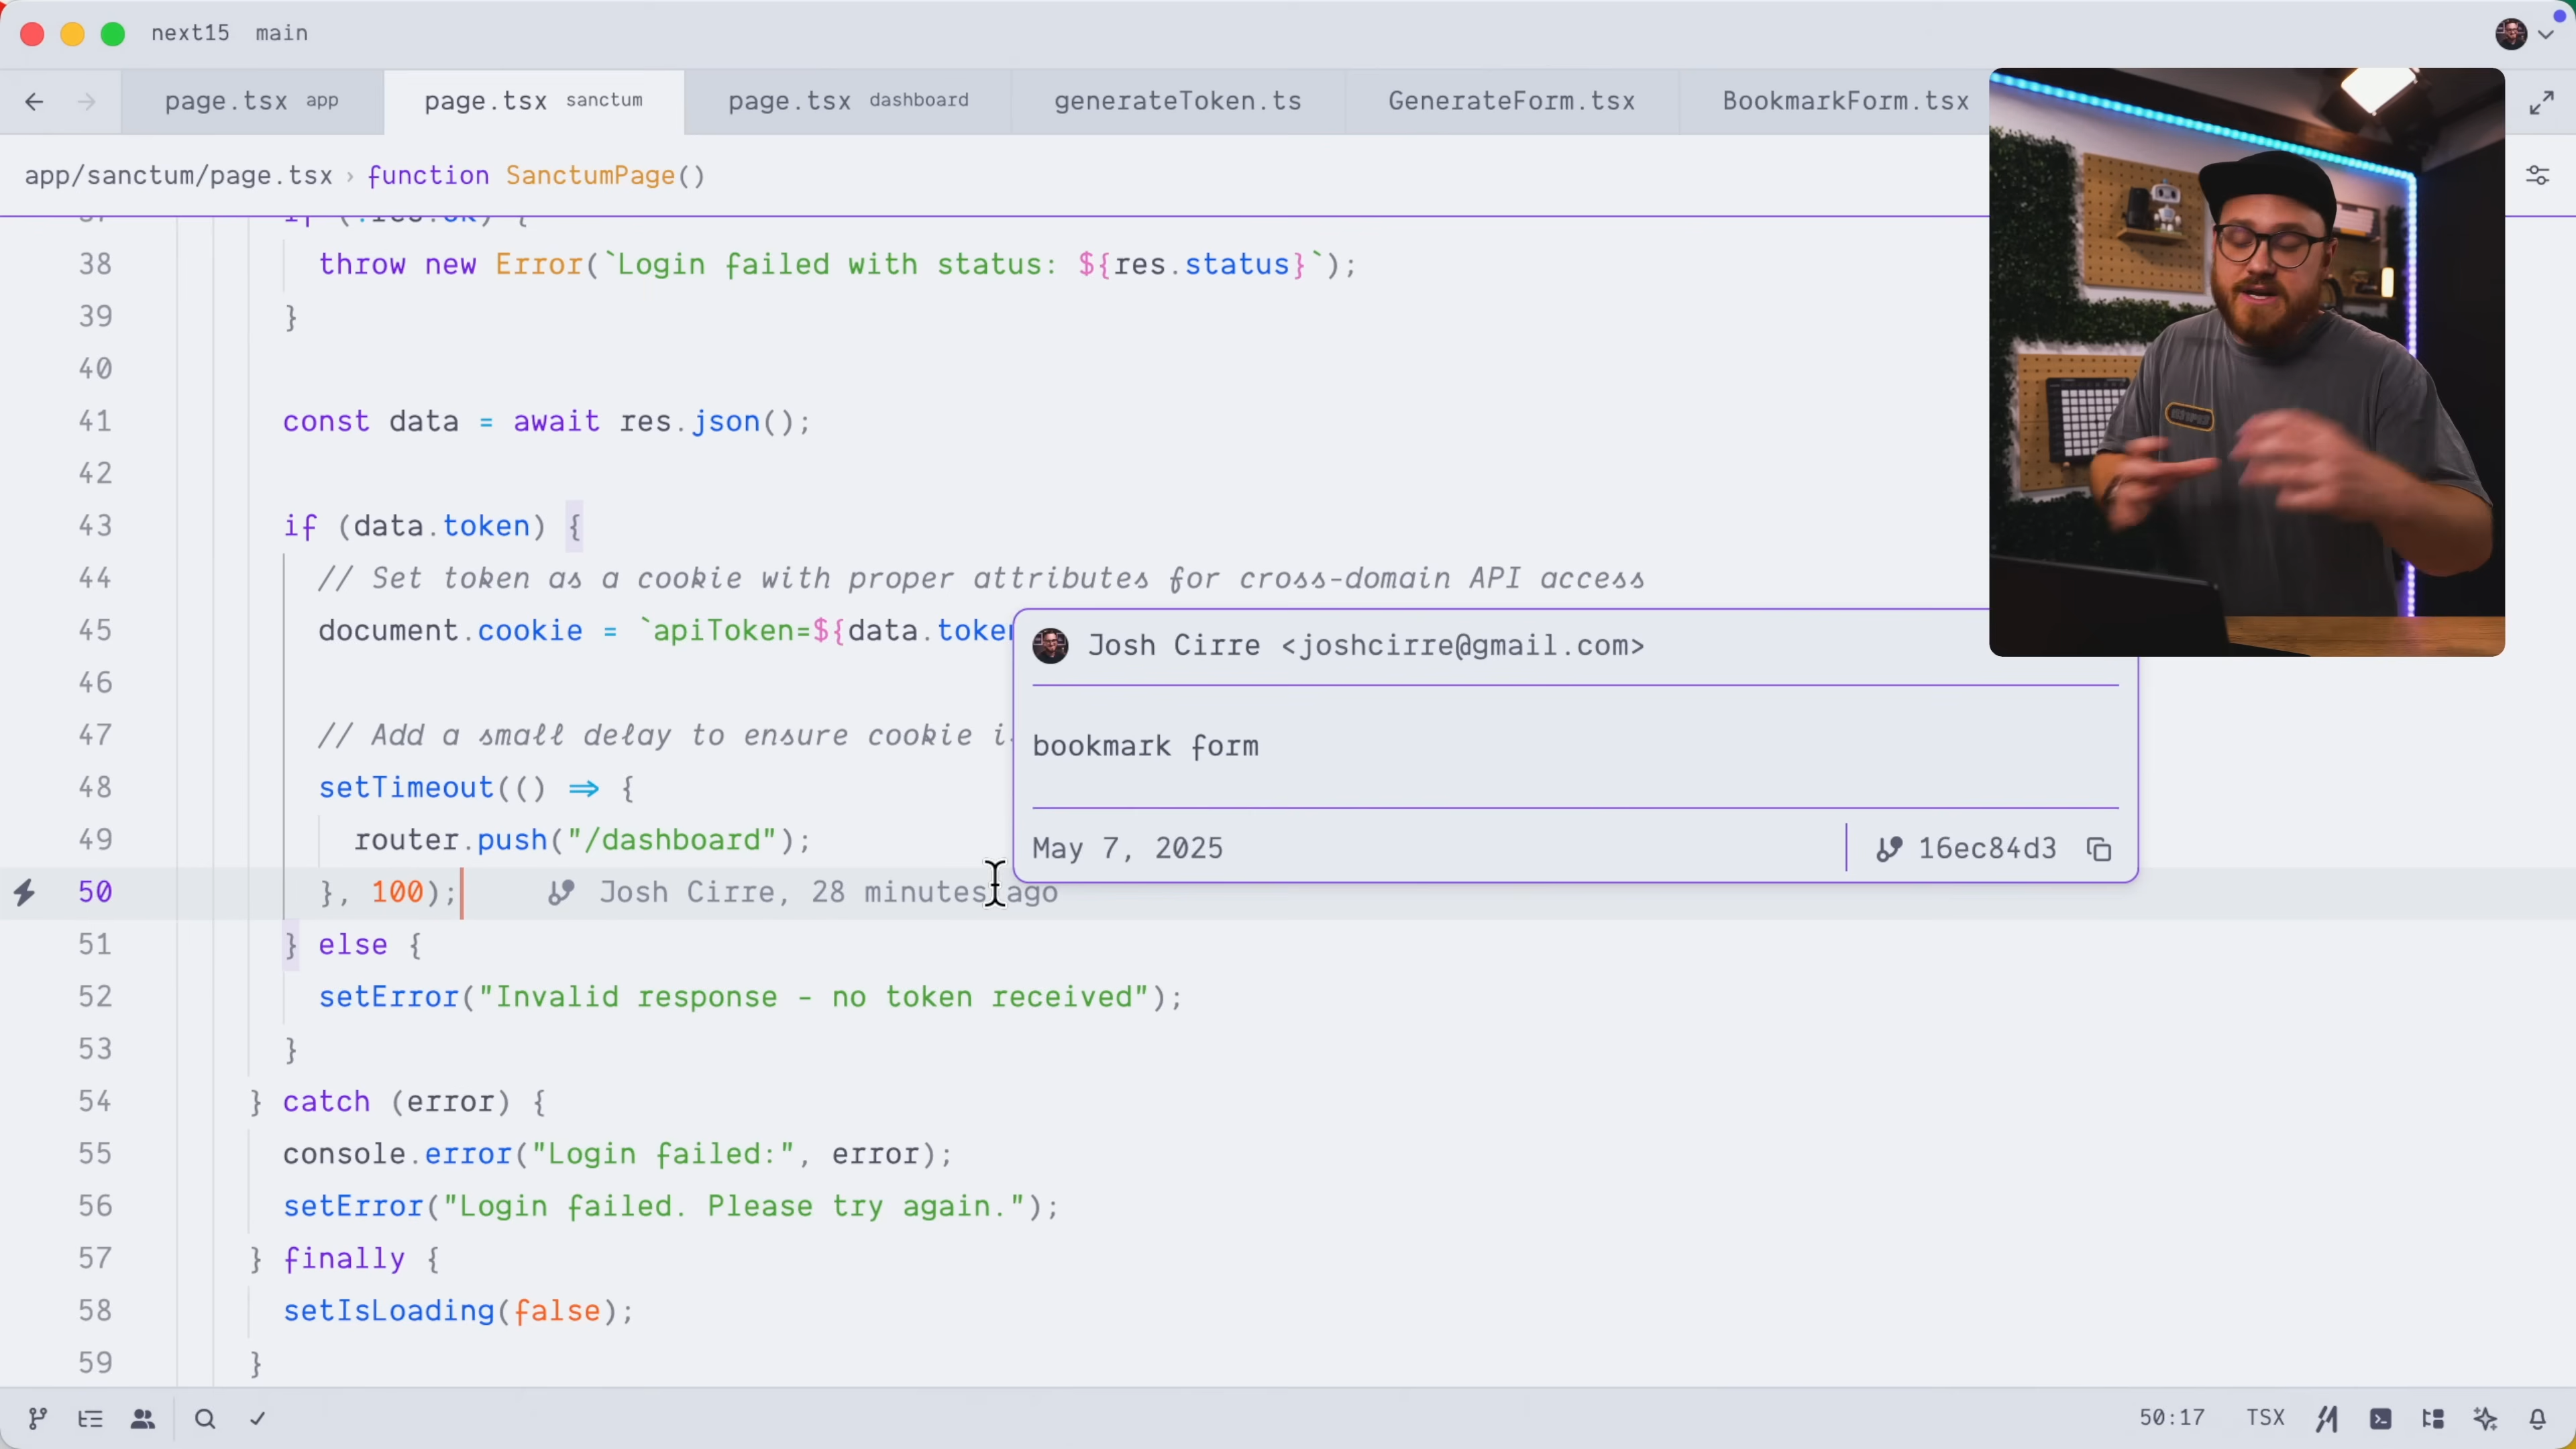 next15 main
page.tsx app
page.tsx sanctum
page.tsx dashboard
generateToken.ts
GenerateForm.tsx
BookmarkForm.tsx
app/sanctum/page.tsx › function SanctumPage()
38 throw new Error(`Login failed with status: ${res.status}`);
39 }
40
41 const data = await res.json();
42
43 if (data.token) {
44 // Set token as a cookie with proper attributes for cross-domain API access
45 document.cookie = `apiToken=${data.token
46
47 // Add a small delay to ensure cookie
48 setTimeout(() => {
49 router.push("/dashboard");
50 }, 100); Josh Cirre, 28 minutes ago
51 } else {
52 setError("Invalid response - no token received");
53 }
54 } catch (error) {
55 console.error("Login failed:", error);
56 setError("Login failed. Please try again.");
57 } finally {
58 setIsLoading(false);
59 }
Josh Cirre <joshcirre@gmail.com>
bookmark form
May 7, 2025
16ec84d3
50:17 TSX